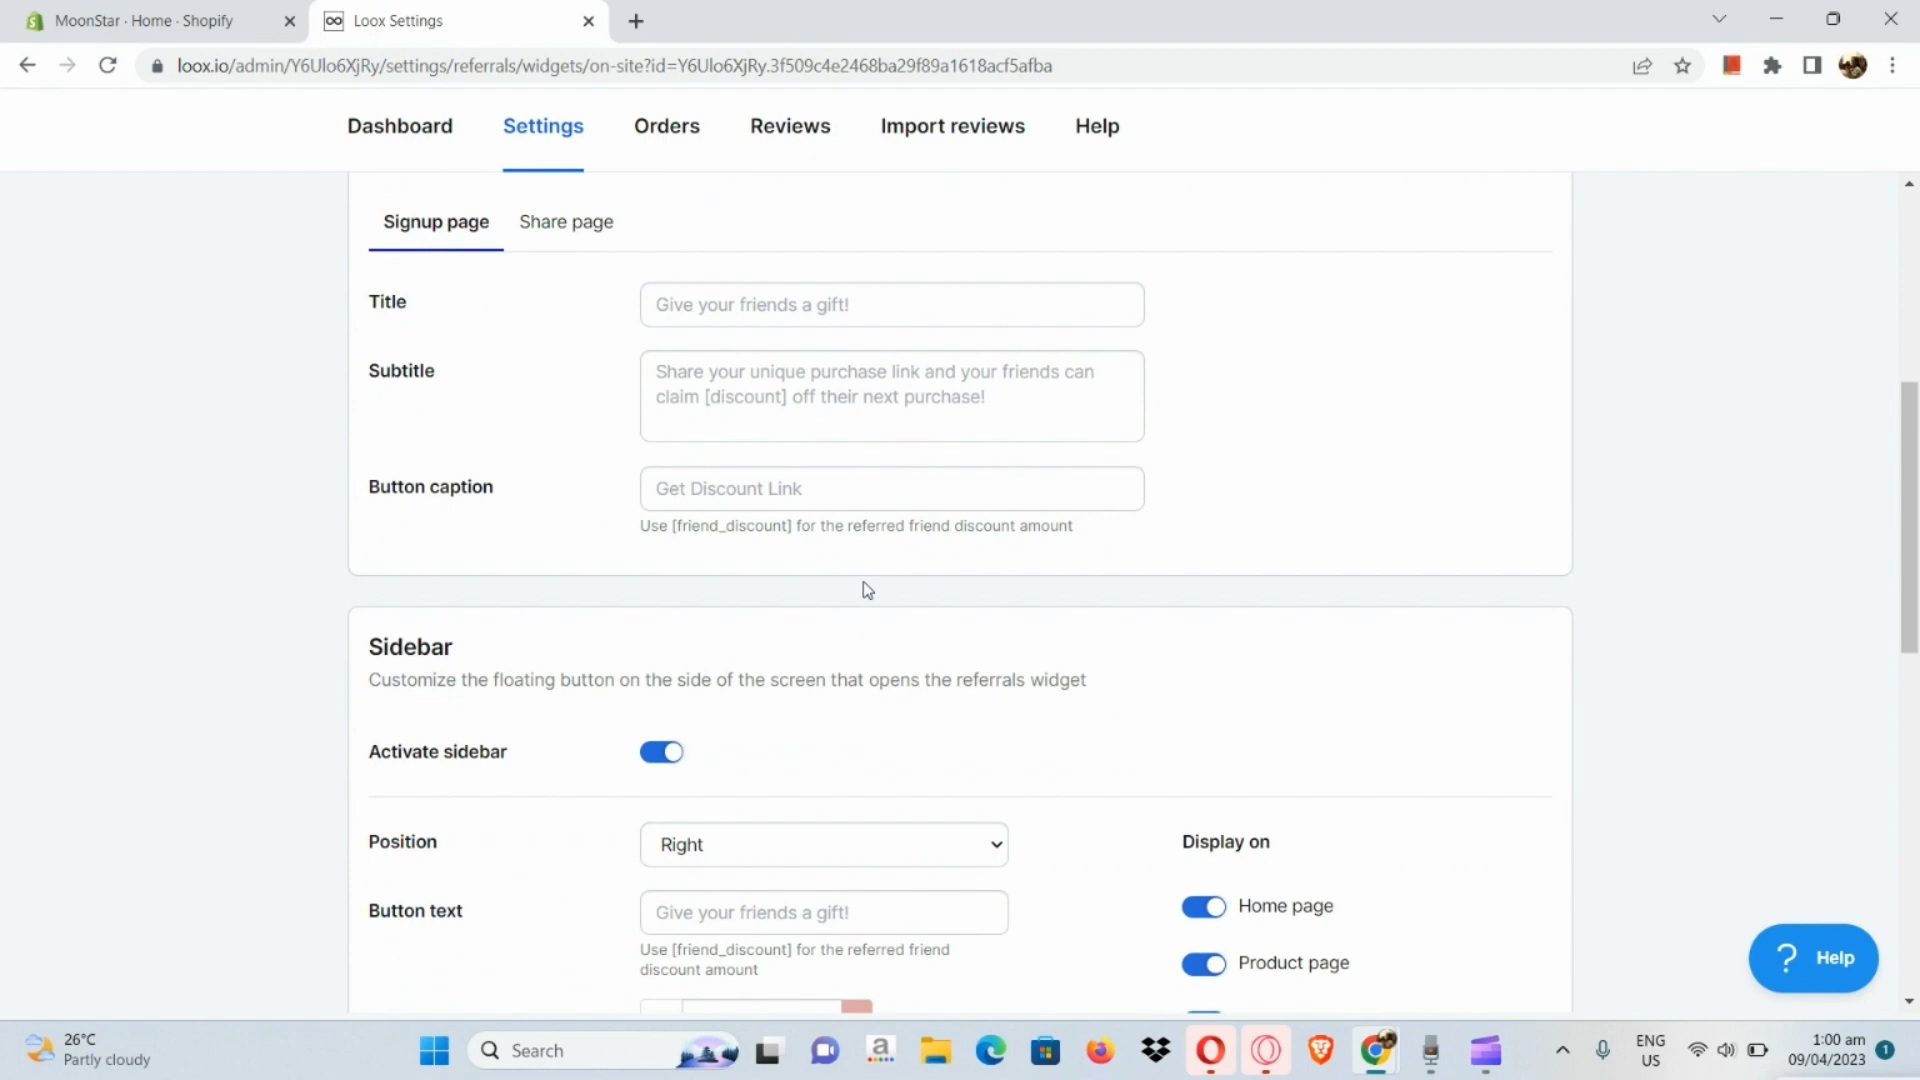 MoonStar · Home · Shopify
Loox Settings
loox.io/admin/Y6Ulo6XjRy/settings/referrals/widgets/on-site?id=Y6Ulo6XjRy.3f509c4e2468ba29f89a1618acf5afba
Dashboard Settings Orders Reviews Import reviews Help
Signup page Share page
Title
Give your friends a gift!
Subtitle
Share your unique purchase link and your friends can
claim [discount] off their next purchase!
Button caption
Get Discount Link
Use [friend_discount] for the referred friend discount amount
Sidebar
Customize the floating button on the side of the screen that opens the referrals widget
Activate sidebar
Position
Right
Display on
Button text
Give your friends a gift!
Home page
Use [friend_discount] for the referred friend
discount amount
Product page
? Help
26°C
Partly cloudy
Search
ENG
US
1:00 am
09/04/2023
1